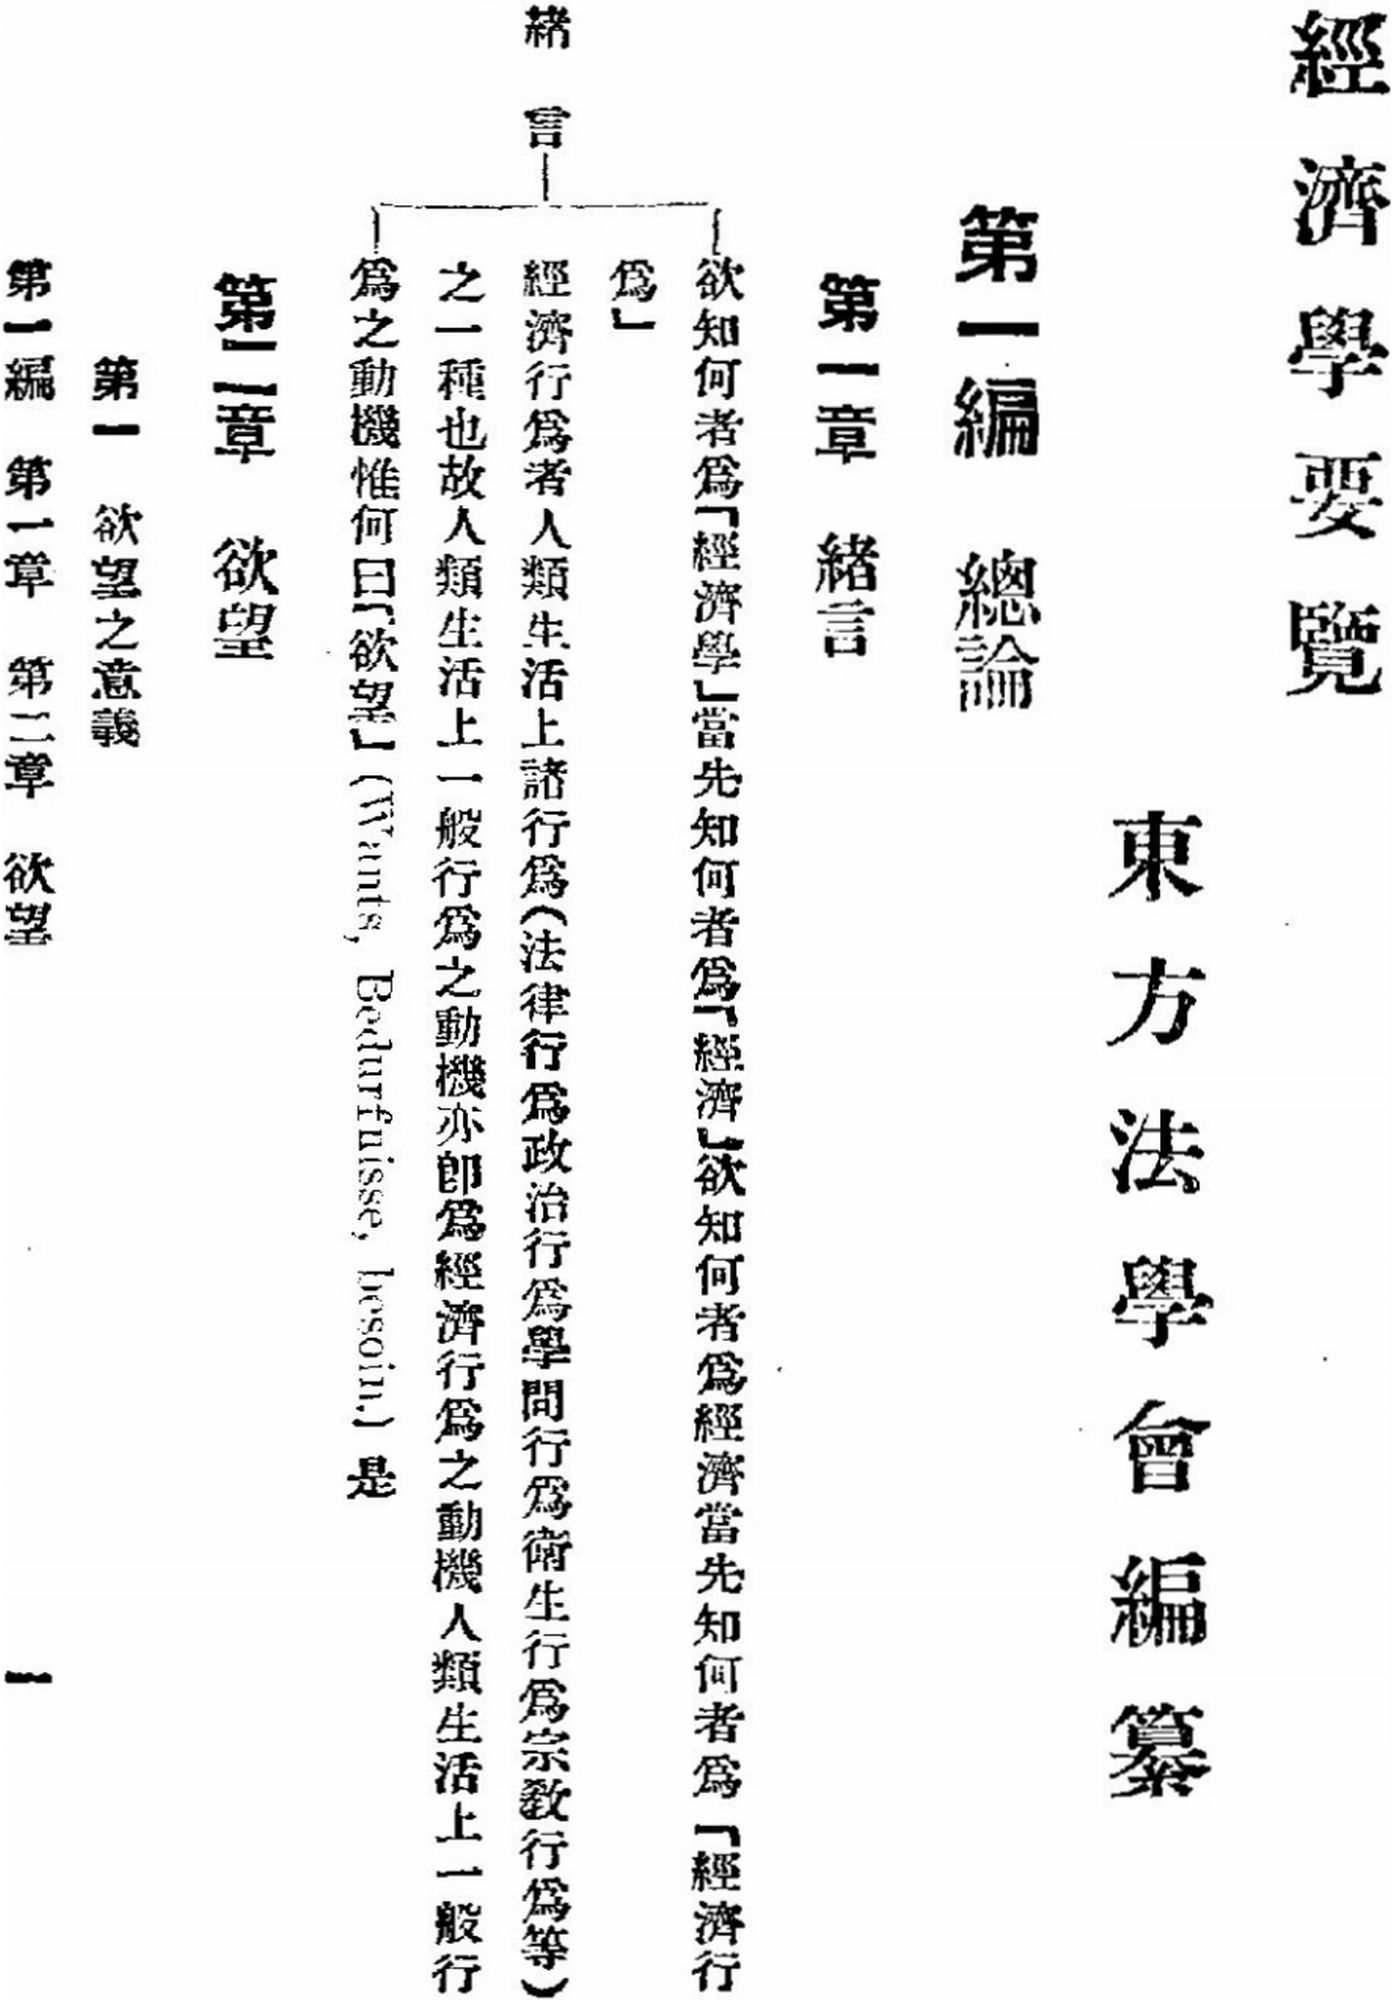 經濟學要覽
東方法學會編纂
第一編 總論
第一章 緒言
緒言
欲知何者爲「經濟學」當先知何者爲「經濟」欲知何者爲經濟當先知何者爲「經濟行
爲」
經濟行爲者人類生活上諸行爲(法律行爲政治行爲學問行爲衛生行爲宗敎行爲等)
之一種也故人類生活上一般行爲之動機亦卽爲經濟行爲之動機人類生活上一般行
爲之動機惟何曰「欲望」(Wants, Bedurfnisse, besoin.)是
第二章 欲望
第一 欲望之意義
第一編 第一章 第二章 欲望
一